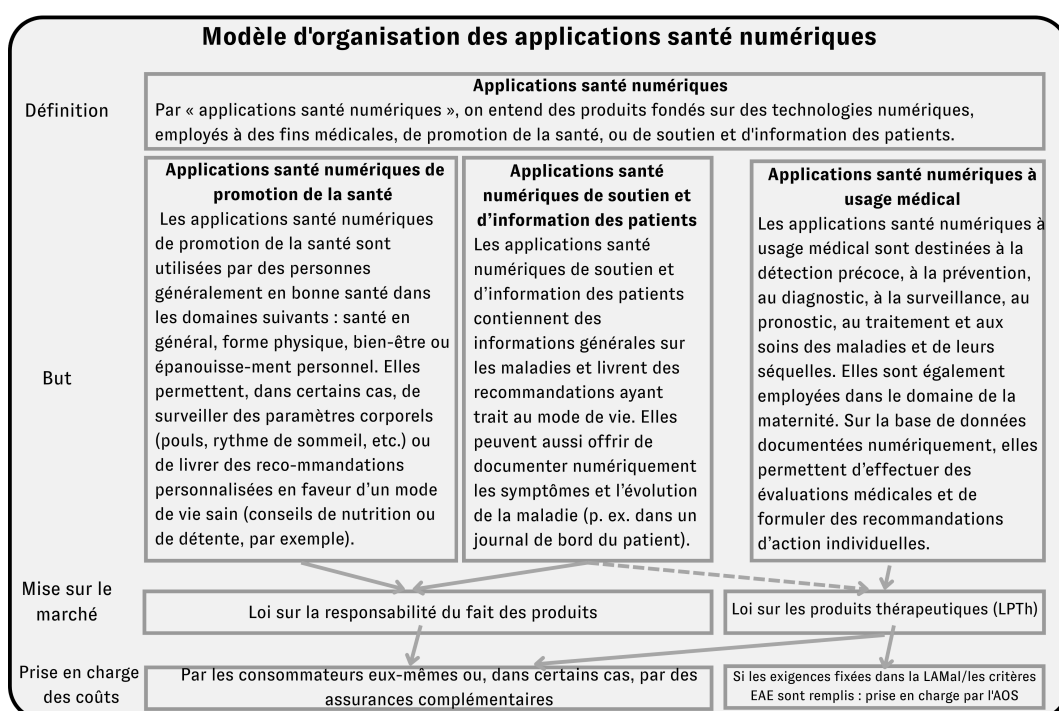 Modèle d'organisation des applications santé numériques
Définition
Applications santé numériques
Par « applications santé numériques », on entend des produits fondés sur des technologies numériques,
employés à des fins médicales, de promotion de la santé, ou de soutien et d'information des patients.
But
Applications santé numériques de
promotion de la santé
Les applications santé numériques
de promotion de la santé sont
utilisées par des personnes
généralement en bonne santé dans
les domaines suivants : santé en
général, forme physique, bien-être ou
épanouisse-ment personnel. Elles
permettent, dans certains cas, de
surveiller des paramètres corporels
(pouls, rythme de sommeil, etc.) ou
de livrer des reco-mmandations
personnalisées en faveur d'un mode
de vie sain (conseils de nutrition ou
de détente, par exemple).
Applications santé
numériques de soutien et
d'information des patients
Les applications santé
numériques de soutien et
d'information des patients
contiennent des
informations générales sur
les maladies et livrent des
recommandations ayant
trait au mode de vie. Elles
peuvent aussi offrir de
documenter numériquement
les symptômes et l'évolution
de la maladie (p. ex. dans un
journal de bord du patient).
Applications santé numériques à
usage médical
Les applications santé numériques à
usage médical sont destinées à la
détection précoce, à la prévention,
au diagnostic, à la surveillance, au
pronostic, au traitement et aux
soins des maladies et de leurs
séquelles. Elles sont également
employées dans le domaine de la
maternité. Sur la base de données
documentées numériquement, elles
permettent d'effectuer des
évaluations médicales et de
formuler des recommandations
d'action individuelles.
Mise sur le
marché
Loi sur la responsabilité du fait des produits
Loi sur les produits thérapeutiques (LPTh)
Prise en charge
des coûts
Par les consommateurs eux-mêmes ou, dans certains cas, par des
assurances complémentaires
Si les exigences fixées dans la LAMal/les critères
EAE sont remplis : prise en charge par l'AOS